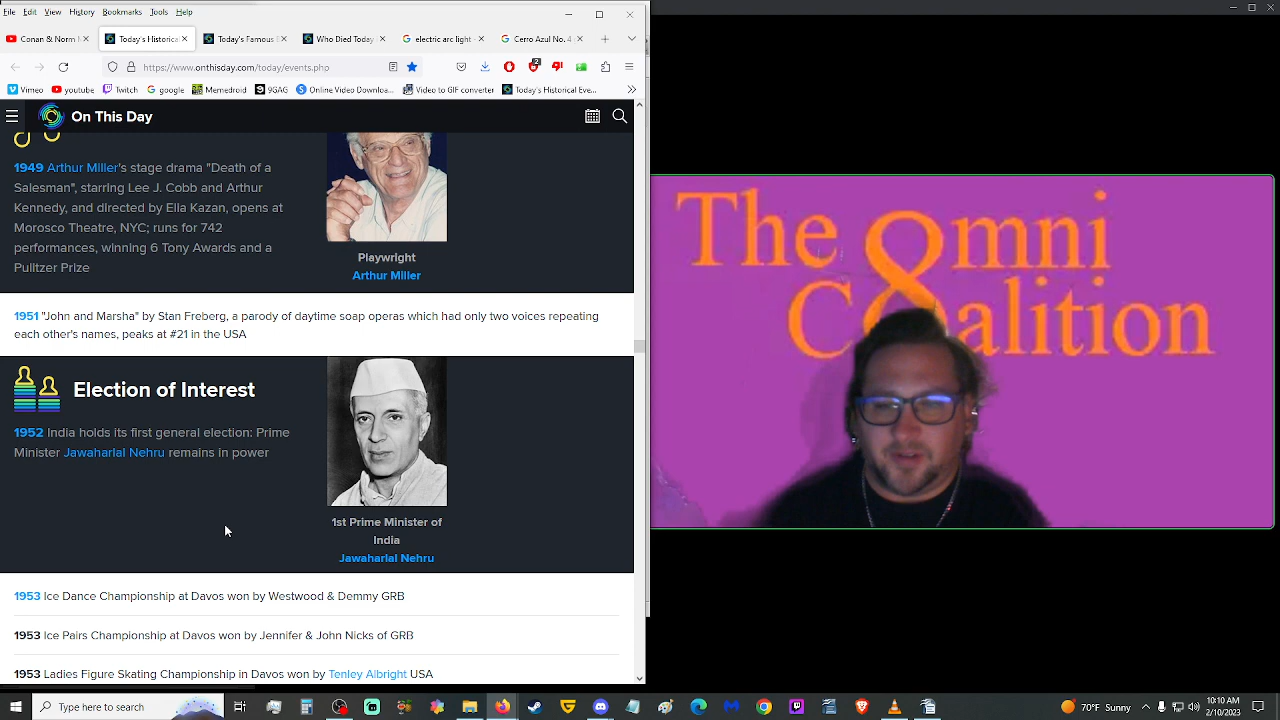 File Edit View History Bookmarks Tools Help
Conan & Norm
Today's Historica
Today's Famous B
Who Died Today
electric arc light -
Cerro Azul No. 4
https://www.onthisday.com/today/events.php
2
Vimeo youtube Twitch google Memedroid 9GAG Online Video Downloa... Video to GIF converter Today's Historical Eve...
On This Day
1949 Arthur Miller's stage drama "Death of a
Salesman", starring Lee J. Cobb and Arthur
Kennedy, and directed by Elia Kazan, opens at
Morosco Theatre, NYC; runs for 742
performances, winning 6 Tony Awards and a
Pulitzer Prize
Playwright
Arthur Miller
1951 "John and Marsha" by Stan Freberg, a parody of daytime soap operas which had only two voices repeating
each other's names, peaks at #21 in the USA
Election of Interest
1952 India holds its first general election: Prime
Minister Jawaharlal Nehru remains in power
1st Prime Minister of
India
Jawaharlal Nehru
1953 Ice Dance Championship at Davos won by Westwood & Demmy GRB
1953 Ice Pairs Championship at Davos won by Jennifer & John Nicks of GRB
1953 Ladies Figure Skating Championship in Davos won by Tenley Albright USA
The Omni
Coalition
Type here to search
70°F Sunny
10:10 AM
2/10/2023